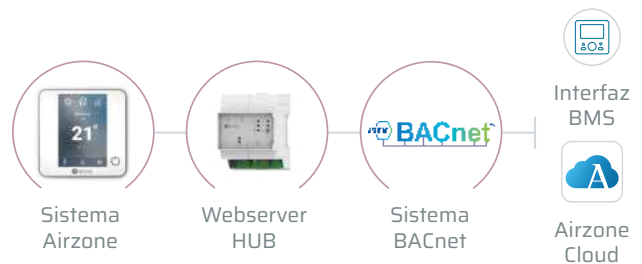 21°
BACnet
Sistema
Airzone
Webserver
HUB
Sistema
BACnet
Interfaz
BMS
Airzone
Cloud